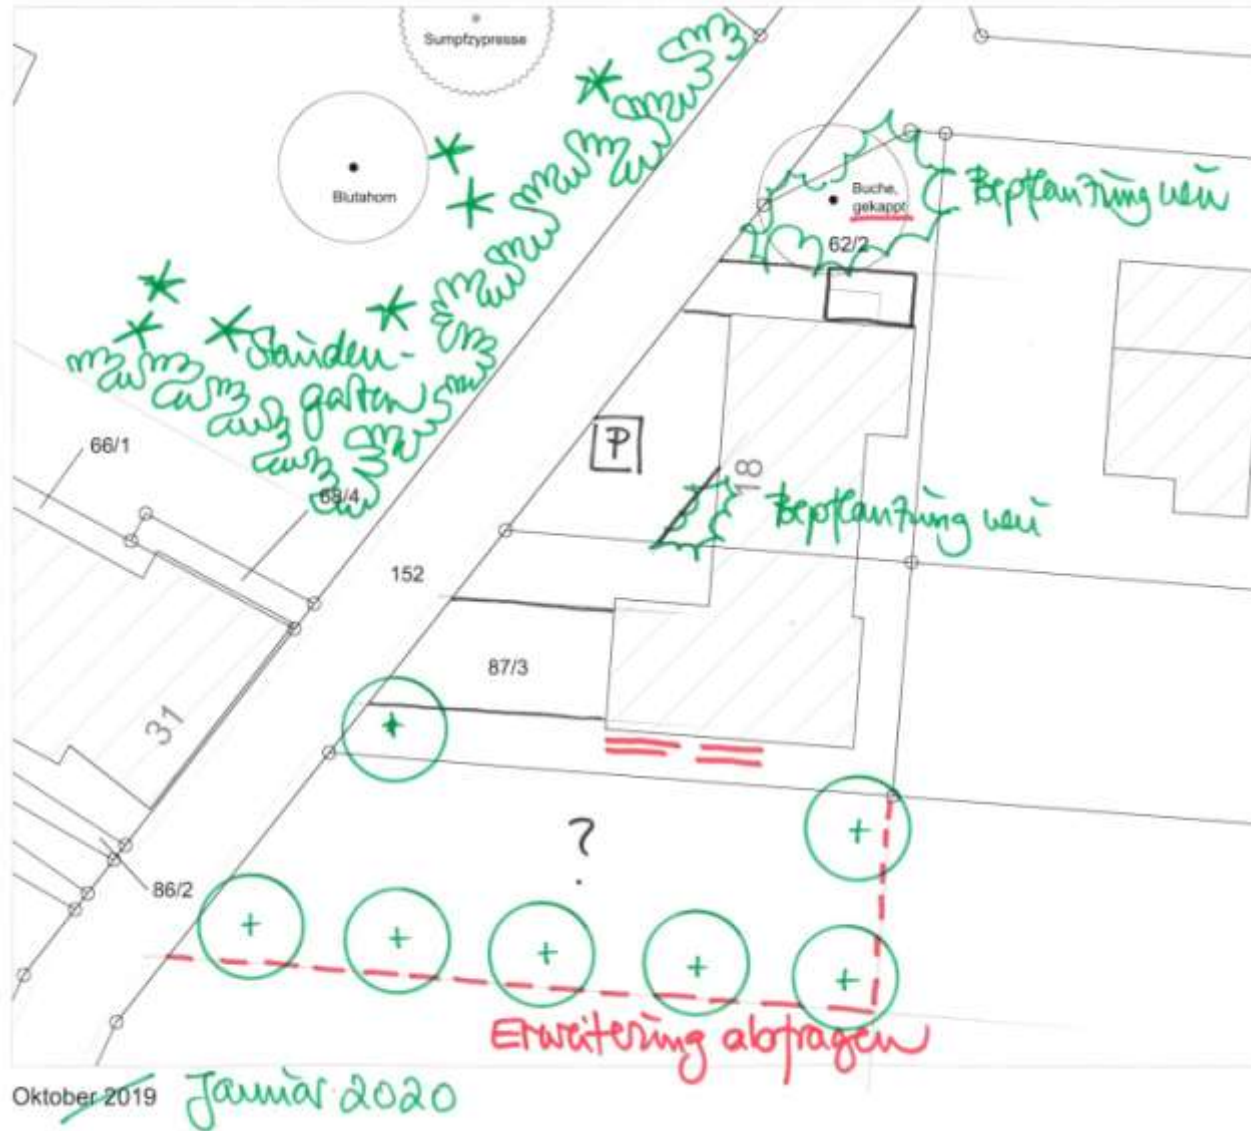 Sumpfzypresse
Blutahorn
Buche,
gekappt
62/2
Bepflanzung neu
Stauden-
garten
66/1
68/4
P
18
Bepflanzung neu
152
87/3
31
?
86/2
Erweiterung abfragen
Oktober 2019 Januar 2020